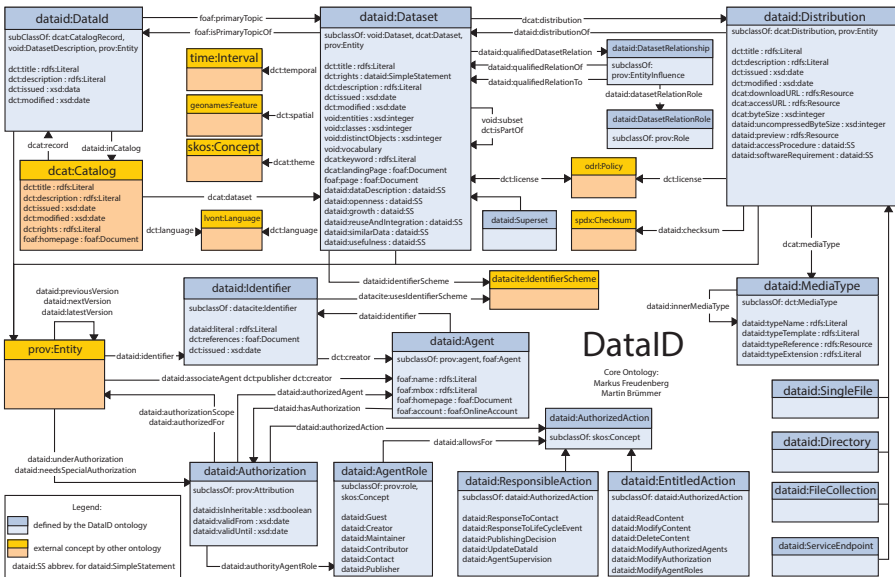 dataid:DataId
subClassOf: dcat:CatalogRecord,
void:DatasetDescription, prov:Entity
dct:title : rdfs:Literal
dct:description : rdfs:Literal
dct:issued : xsd:data
dct:modified : xsd:date
foaf:primaryTopic
foaf:isPrimaryTopicOf
dataid:Dataset
subclassOf: void:Dataset, dcat:Dataset,
prov:Entity
dct:title : rdfs:Literal
dct:rights : dataid:SimpleStatement
dct:description : rdfs:Literal
dct:issued : xsd:date
dct:modified : xsd:date
void:entities : xsd:integer
void:classes : xsd:integer
void:distinctObjects : xsd:integer
void:vocabulary
dcat:keyword : rdfs:Literal
dcat:landingPage : foaf:Document
foaf:page : foaf:Document
dataid:dataDescription : dataid:SS
dataid:openness : dataid:SS
dataid:growth : dataid:SS
dataid:reuseAndIntegration : dataid:SS
dataid:similarData : dataid:SS
dataid:usefulness : dataid:SS
dcat:distribution
dataid:distributionOf
dataid:qualifiedDatasetRelation
dataid:qualifiedRelationOf
dataid:qualifiedRelationTo
dataid:DatasetRelationship
subclassOf:
prov:EntityInfluence
dataid:datasetRelationRole
dataid:DatasetRelationRole
subclassOf: prov:Role
void:subset
dct:isPartOf
dataid:Distribution
subClassOf: dcat:Distribution, prov:Entity
dct:title : rdfs:Literal
dct:description : rdfs:Literal
dct:issued : xsd:date
dct:modified : xsd:date
dcat:downloadURL : rdfs:Resource
dcat:accessURL : rdfs:Resource
dcat:byteSize : xsd:integer
dataid:uncompressedByteSize : xsd:integer
dataid:preview : rdfs:Resource
dataid:accessProcedure : dataid:SS
dataid:softwareRequirement : dataid:SS
time:Interval
dct:temporal
geonames:Feature
dct:spatial
skos:Concept
dcat:theme
dcat:record
dataid:inCatalog
dcat:Catalog
dct:title : rdfs:Literal
dct:description : rdfs:Literal
dct:issued : xsd:date
dct:modified : xsd:date
dct:rights : rdfs:Literal
foaf:homepage : foaf:Document
dcat:dataset
dct:language
lvont:Language
dct:language
dct:license
odrl:Policy
dct:license
dataid:Superset
spdx:Checksum
dataid:checksum
dcat:mediaType
dataid:previousVersion
dataid:nextVersion
dataid:latestVersion
dataid:Identifier
subclassOf : datacite:Identifier
dataid:literal : rdfs:Literal
dct:references : foaf:Document
dct:issued : xsd:date
dataid:identifierScheme
datacite:usesIdentifierScheme
datacite:IdentifierScheme
dataid:identifier
dataid:MediaType
subclassOf: dct:MediaType
dataid:typeName : rdfs:Literal
dataid:typeTemplate : rdfs:Literal
dataid:typeReference : rdfs:Resource
dataid:typeExtension : rdfs:Literal
dataid:innerMediaType
prov:Entity
dataid:identifier
dct:creator
dataid:Agent
subclassOf: prov:agent, foaf:Agent
foaf:name : rdfs:Literal
foaf:mbox : rdfs:Literal
foaf:homepage : foaf:Document
foaf:account : foaf:OnlineAccount
DataID
Core Ontology:
Markus Freudenberg
Martin Brümmer
dataid:associateAgent dct:publisher dct:creator
dataid:authorizedAgent
dataid:authorizationScope
dataid:authorizedFor
dataid:hasAuthorization
dataid:authorizedAction
dataid:allowsFor
dataid:AuthorizedAction
subClassOf: skos:Concept
dataid:SingleFile
dataid:Directory
dataid:FileCollection
dataid:ServiceEndpoint
dataid:underAuthorization
dataid:needsSpecialAuthorization
dataid:Authorization
subclassOf: prov:Attribution
dataid:isInheritable : xsd:boolean
dataid:validFrom : xsd:date
dataid:validUntil : xsd:date
dataid:authorityAgentRole
dataid:AgentRole
subclassOf: prov:role,
skos:Concept
dataid:Guest
dataid:Creator
dataid:Maintainer
dataid:Contributor
dataid:Contact
dataid:Publisher
dataid:ResponsibleAction
subclassOf: dataid:AuthorizedAction
dataid:ResponseToContact
dataid:ResponseToLifeCycleEvent
dataid:PublishingDecision
dataid:UpdateDataId
dataid:AgentSupervision
dataid:EntitledAction
subclassOf: dataid:AuthorizedAction
dataid:ReadContent
dataid:ModifyContent
dataid:DeleteContent
dataid:ModifyAuthorizedAgents
dataid:ModifyAuthorization
dataid:ModifyAgentRoles
Legend:
defined by the DataID ontology
external concept by other ontology
dataid:SS abbrev. for dataid:SimpleStatement